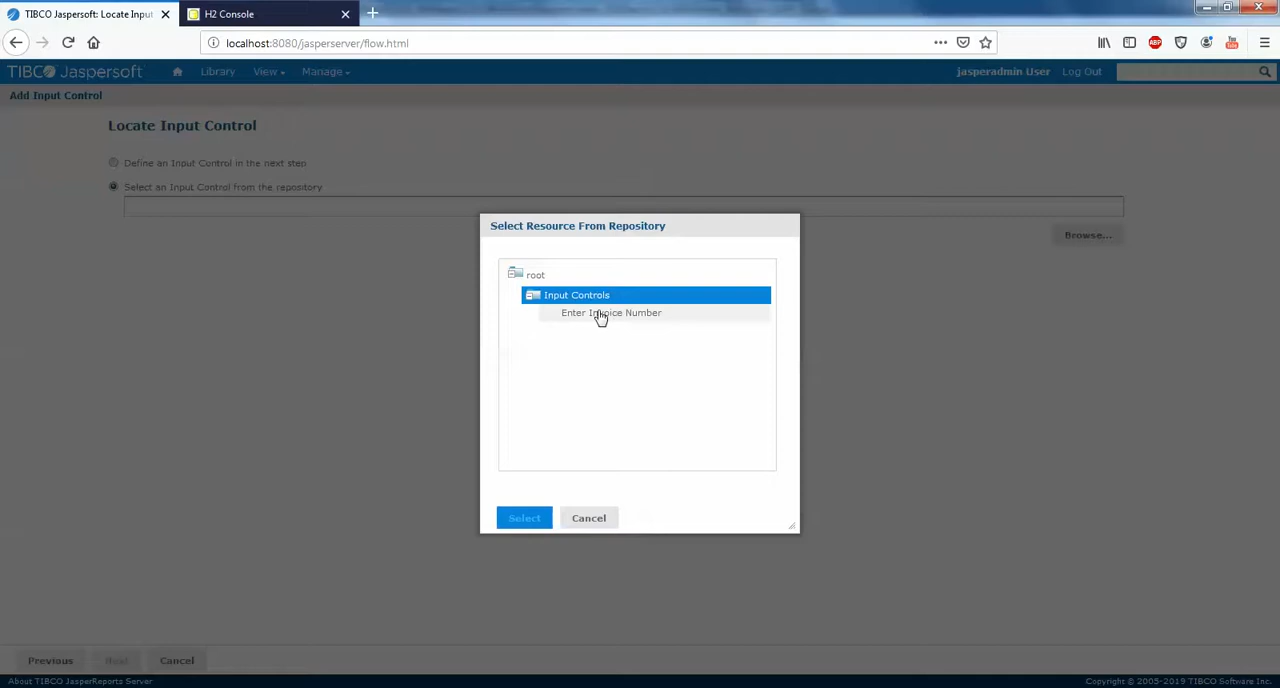 TIBCO Jaspersoft: Locate Input
H2 Console
localhost:8080/jasperserver/flow.html
TIBCO Jaspersoft
Library
View
Manage
jasperadmin User
Log Out
Add Input Control
Locate Input Control
Define an Input Control in the next step
Select an Input Control from the repository
Browse...
Select Resource From Repository
root
Input Controls
Enter Invoice Number
Select
Cancel
Previous
Next
Cancel
About TIBCO JasperReports Server
Copyright © 2005-2019 TIBCO Software Inc.